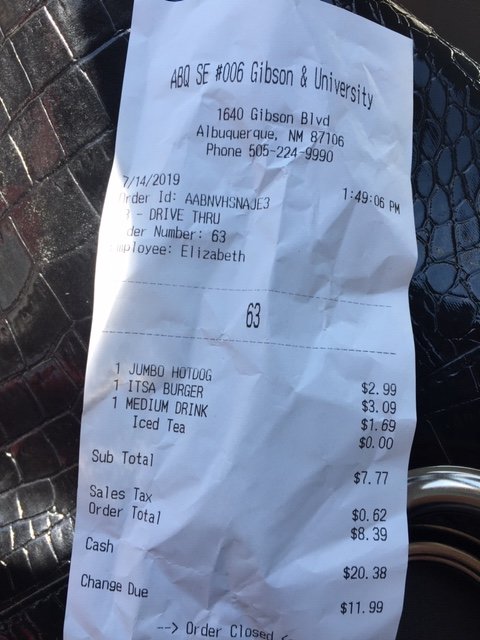 ABQ SE #006 Gibson & University
1640 Gibson Blvd
Albuquerque, NM 87106
Phone 505-224-9990
7/14/2019 1:49:06 PM
rder Id: AABNVHSNAJE3
- DRIVE THRU
der Number: 63
ployee: Elizabeth
63
1 JUMBO HOTDOG $2.99
1 ITSA BURGER $3.09
1 MEDIUM DRINK $1.69
Iced Tea $0.00
Sub Total $7.77
Sales Tax $0.62
Order Total $8.39
Cash $20.38
Change Due $11.99
--> Order Closed <